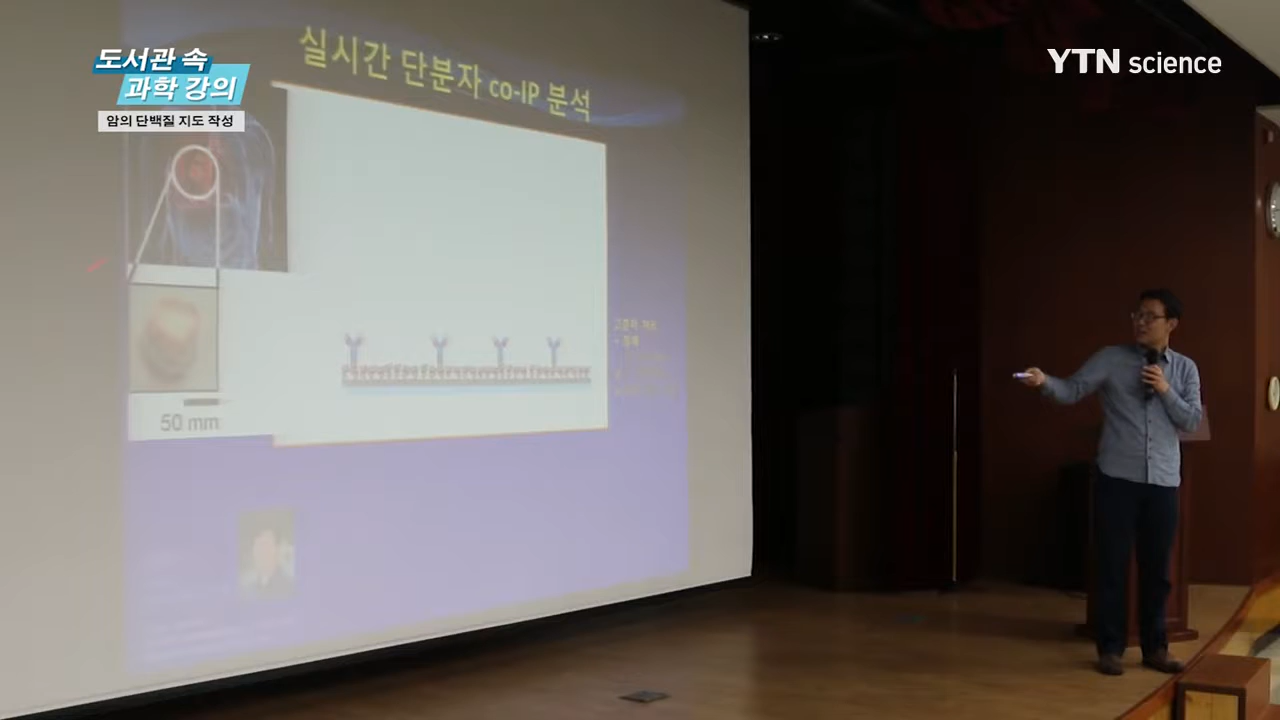 도서관 속
과학 강의
암의 단백질 지도 작성
YTN science
실시간 단분자 co-IP 분석
50 mm